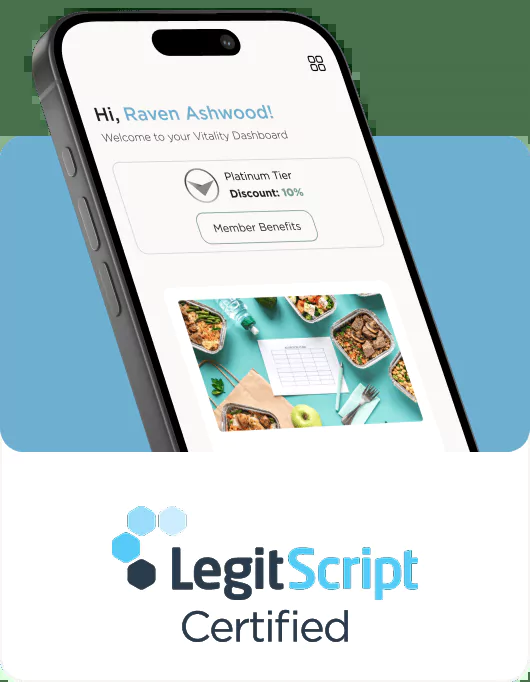 Hi, Raven Ashwood!
Welcome to your Vitality Dashboard
Platinum Tier
Discount: 10%
Member Benefits
LegitScript
Certified